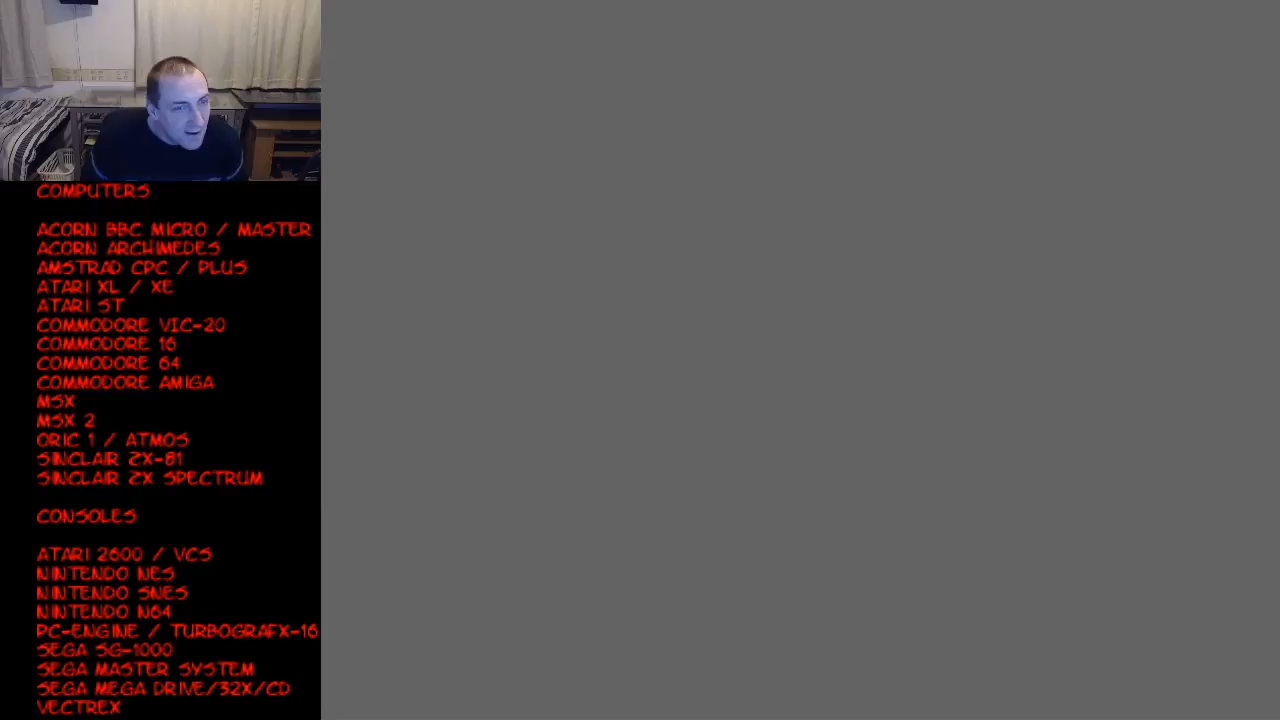 COMPUTERS
ACORN BBC MICRO / MASTER
ACORN ARCHIMEDES
AMSTRAD CPC / PLUS
ATARI XL / XE
ATARI ST
COMMODORE VIC-20
COMMODORE 16
COMMODORE 64
COMMODORE AMIGA
MSX
MSX 2
ORIC 1 / ATMOS
SINCLAIR ZX-81
SINCLAIR ZX SPECTRUM
CONSOLES
ATARI 2600 / VCS
NINTENDO NES
NINTENDO SNES
NINTENDO N64
PC-ENGINE / TURBOGRAFX-16
SEGA SG-1000
SEGA MASTER SYSTEM
SEGA MEGA DRIVE/32X/CD
VECTREX